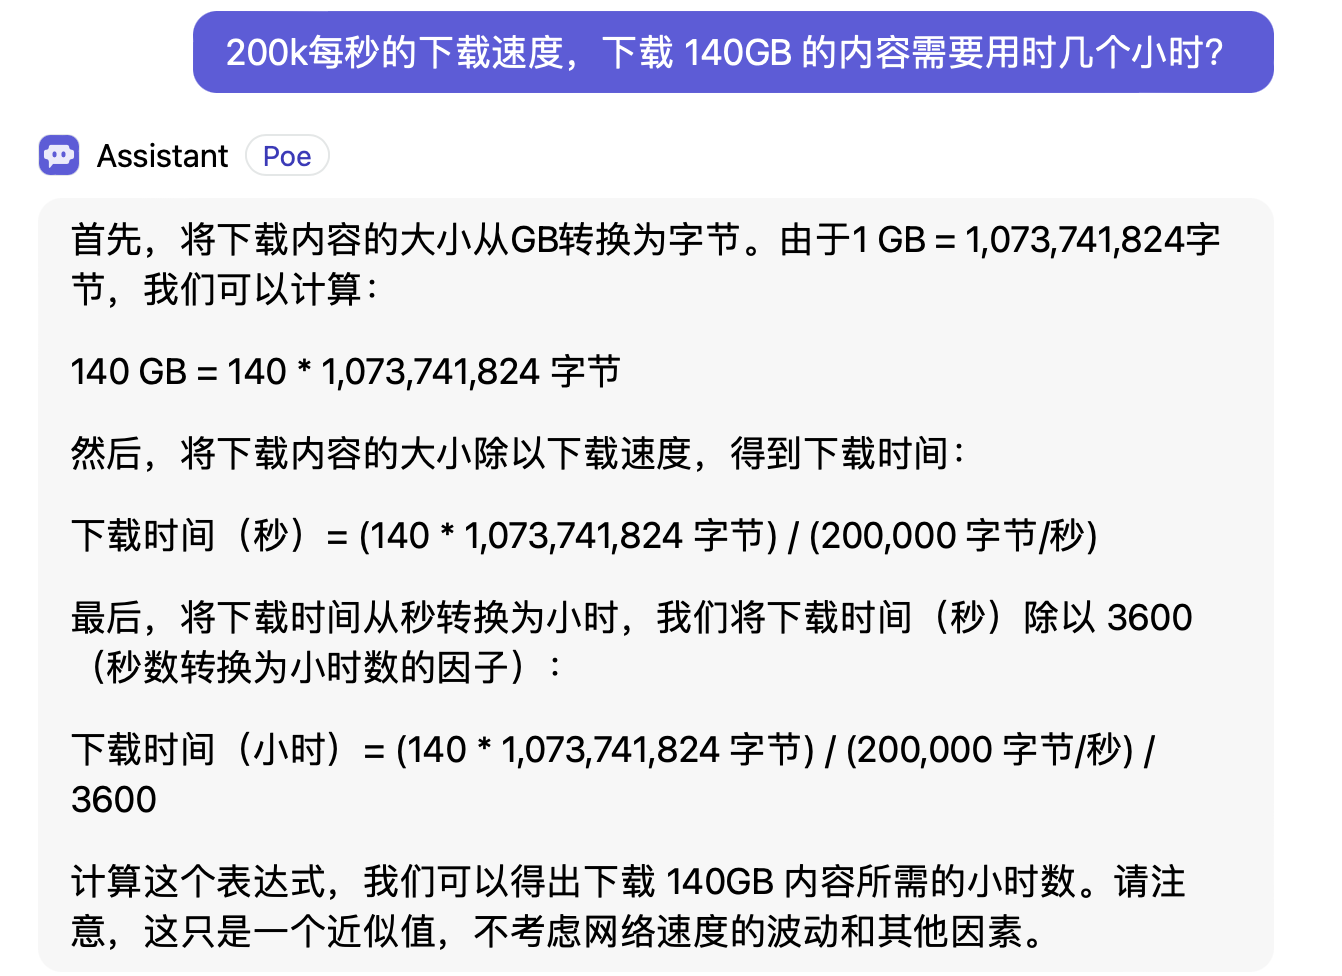 200k每秒的下载速度，下载 140GB 的内容需要用时几个小时?
Assistant Poe
首先，将下载内容的大小从GB转换为字节。由于1 GB = 1,073,741,824字
节，我们可以计算：
140 GB = 140 * 1,073,741,824 字节
然后，将下载内容的大小除以下载速度，得到下载时间：
下载时间（秒）= (140 * 1,073,741,824 字节) / (200,000 字节/秒)
最后，将下载时间从秒转换为小时，我们将下载时间（秒）除以 3600
（秒数转换为小时数的因子）：
下载时间（小时）= (140 * 1,073,741,824 字节) / (200,000 字节/秒) /
3600
计算这个表达式，我们可以得出下载 140GB 内容所需的小时数。请注
意，这只是一个近似值，不考虑网络速度的波动和其他因素。